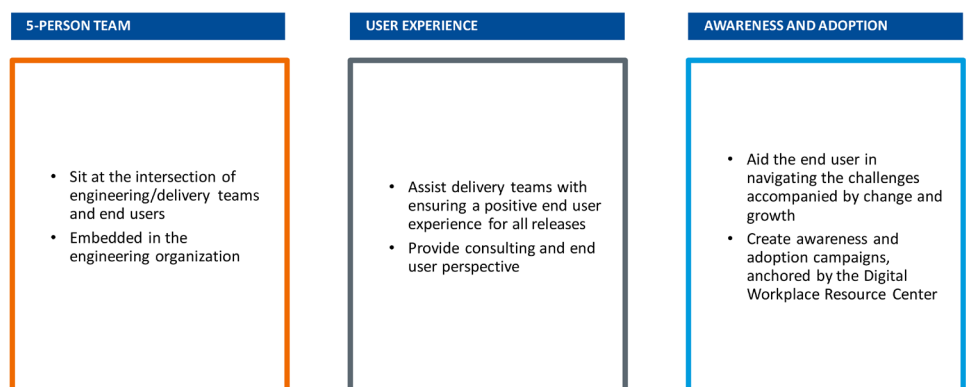 5-PERSON TEAM
• Sit at the intersection of
engineering/delivery teams
and end users
• Embedded in the
engineering organization
USER EXPERIENCE
• Assist delivery teams with
ensuring a positive end user
experience for all releases
• Provide consulting and end
user perspective
AWARENESS AND ADOPTION
• Aid the end user in
navigating the challenges
accompanied by change and
growth
• Create awareness and
adoption campaigns,
anchored by the Digital
Workplace Resource Center